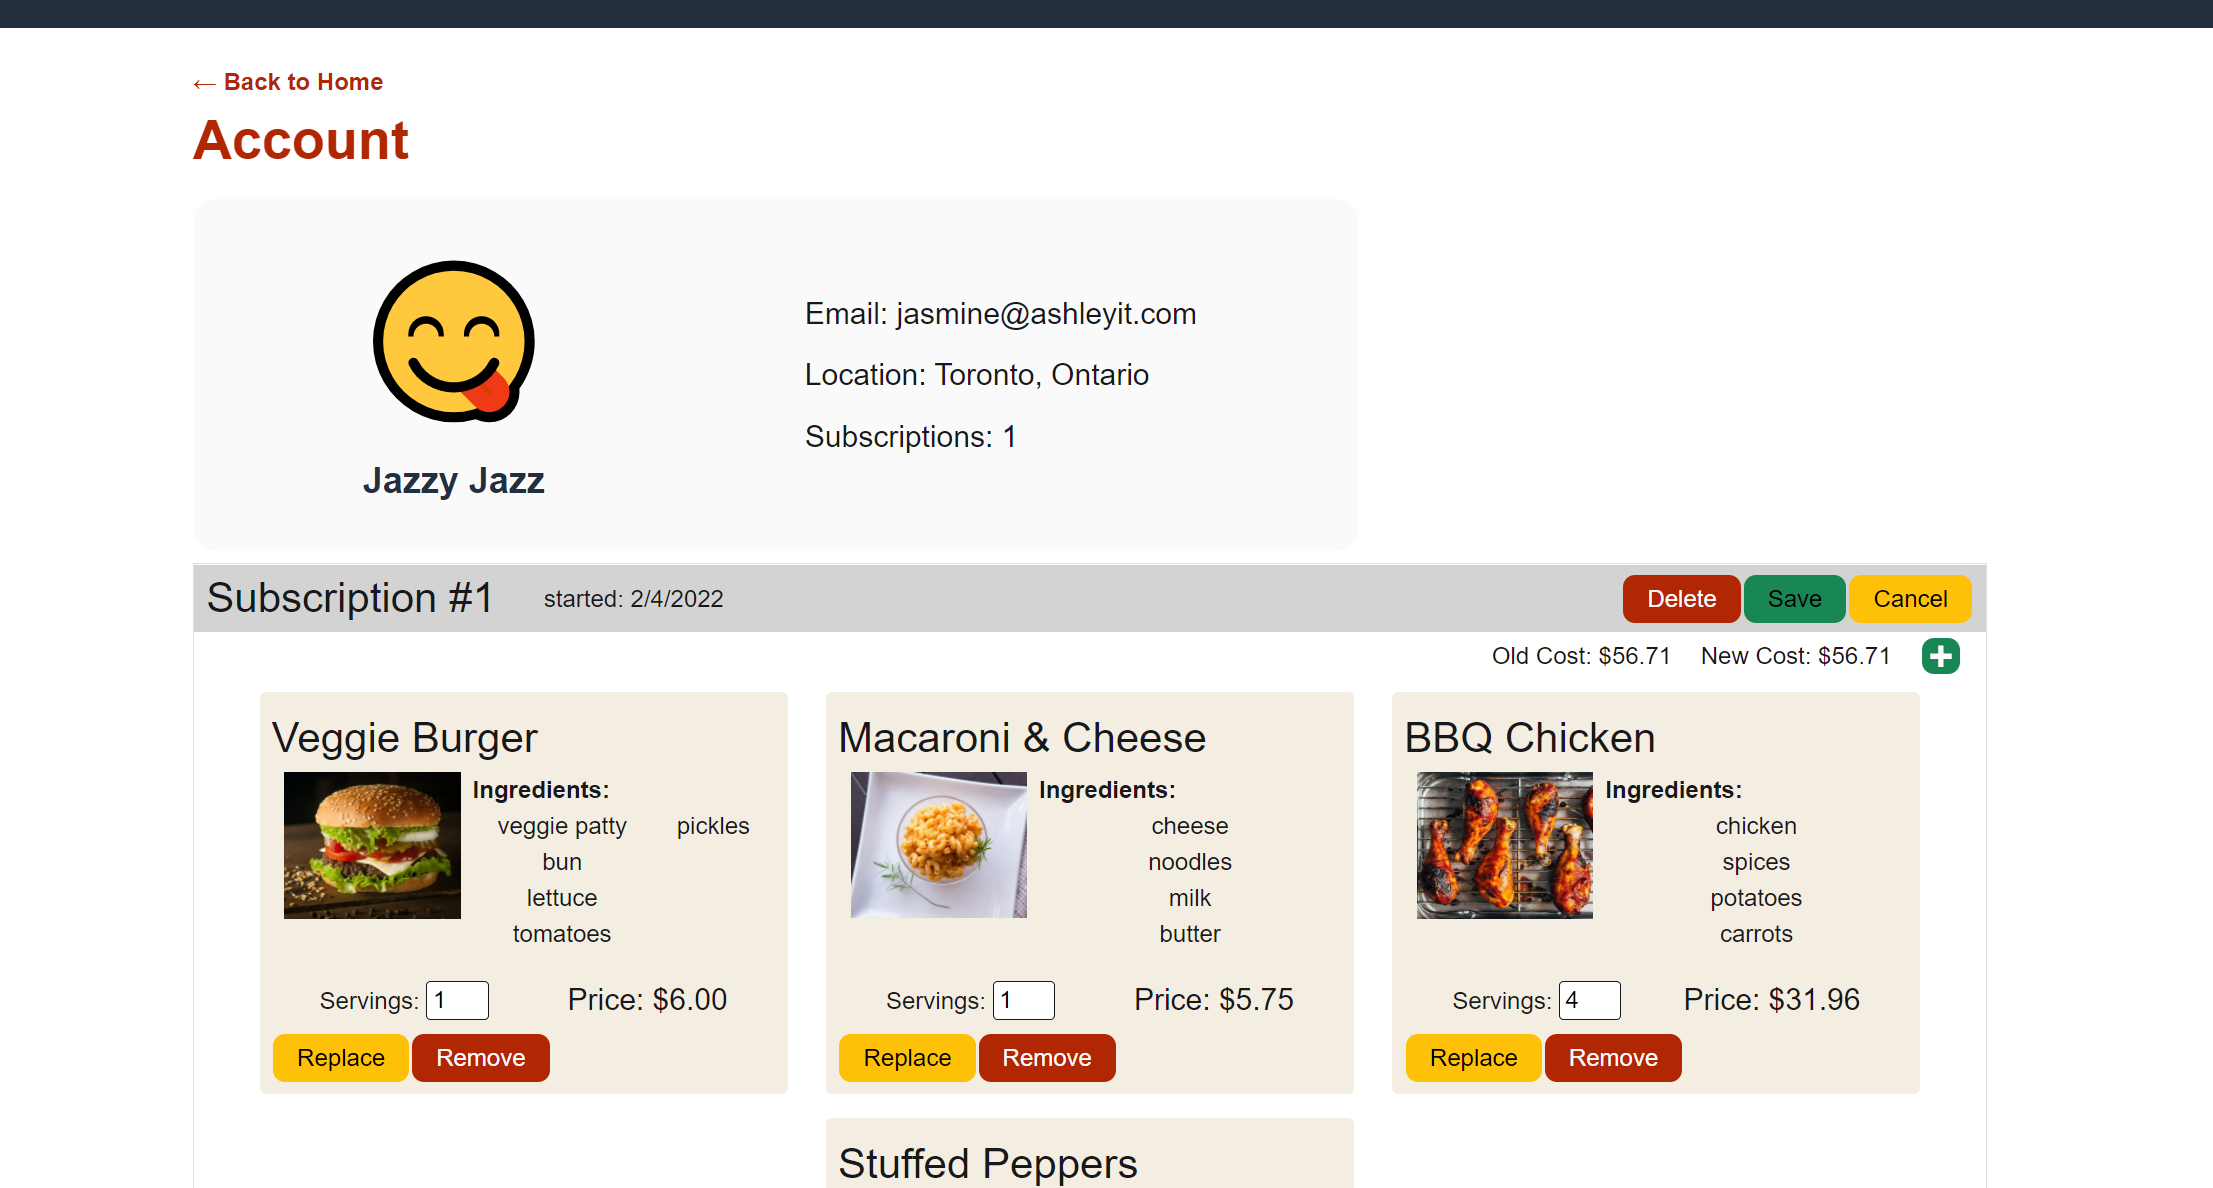 ← Back to Home
Account
Jazzy Jazz
Email: jasmine@ashleyit.com
Location: Toronto, Ontario
Subscriptions: 1
Subscription #1 started: 2/4/2022 Delete Save Cancel
Old Cost: $56.71 New Cost: $56.71
Veggie Burger
Ingredients:
veggie patty pickles
bun
lettuce
tomatoes
Servings: 1 Price: $6.00
Replace Remove
Macaroni & Cheese
Ingredients:
cheese
noodles
milk
butter
Servings: 1 Price: $5.75
Replace Remove
BBQ Chicken
Ingredients:
chicken
spices
potatoes
carrots
Servings: 4 Price: $31.96
Replace Remove
Stuffed Peppers